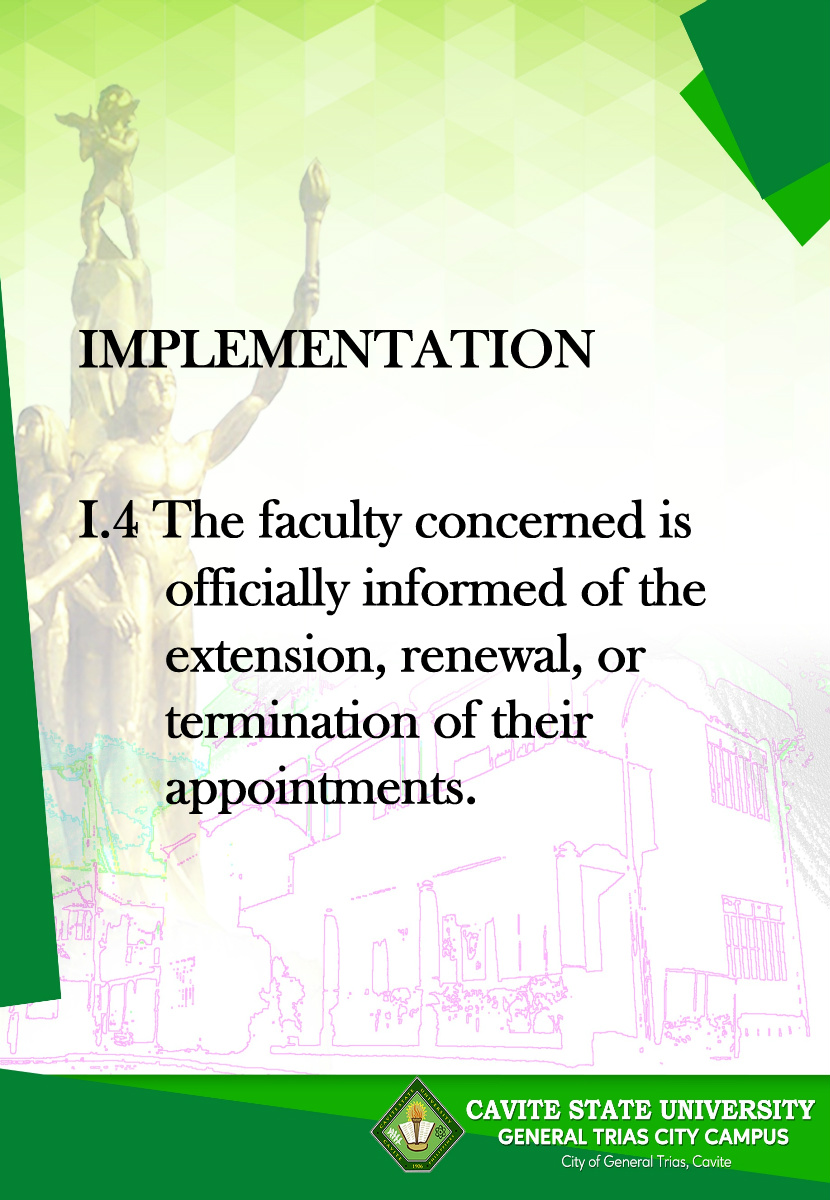 IMPLEMENTATION
I.4 The faculty concerned is
officially informed of the
extension, renewal, or
termination of their
appointments.
CAVITE STATE UNIVERSITY
GENERAL TRIAS CITY CAMPUS
City of General Trias, Cavite
1906